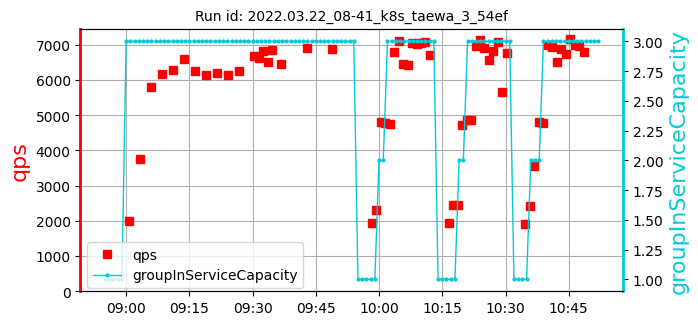 Run id: 2022.03.22_08-41_k8s_taewa_3_54ef
7000
6000
5000
4000
3000
2000
1000
0
qps
3.00
2.75
2.50
2.25
2.00
1.75
1.50
1.25
1.00
groupInServiceCapacity
qps
groupInServiceCapacity
09:00 09:15 09:30 09:45 10:00 10:15 10:30 10:45